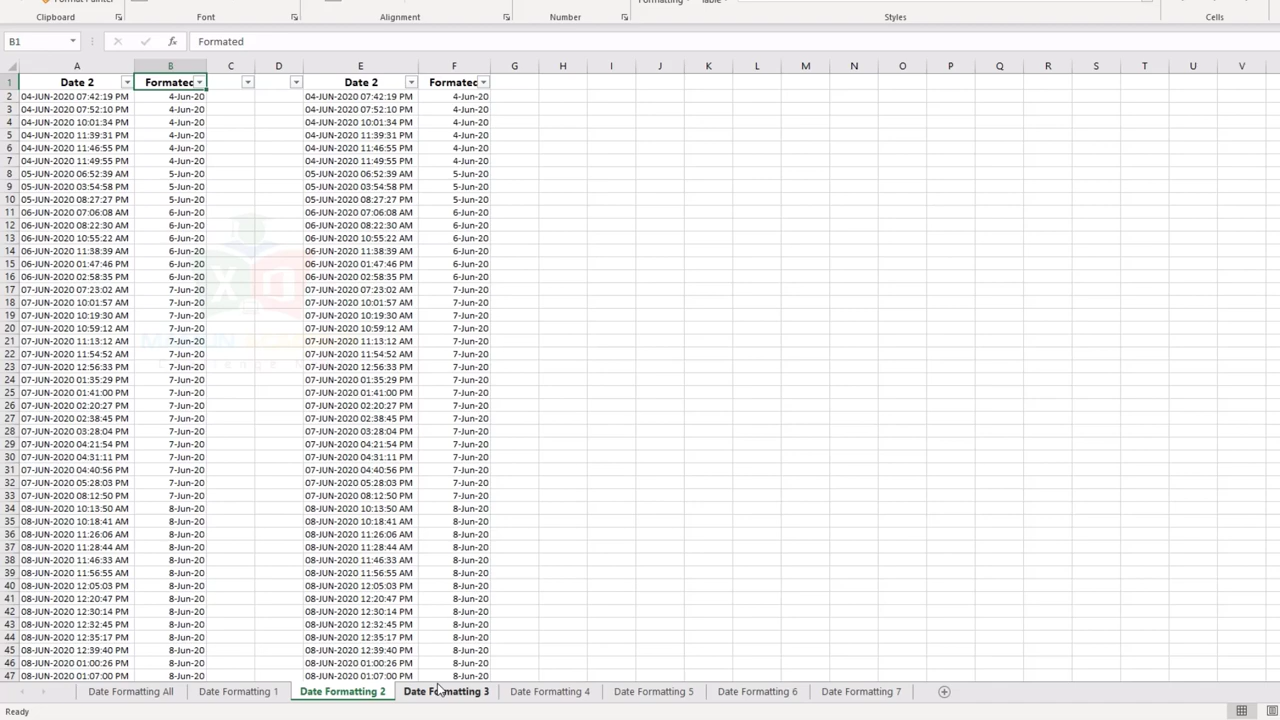 Format Painter
Formatting Table
Clipboard Font Alignment Number Styles Cells
B1 fx Formated
A B C D E F G H I J K L M N O P Q R S T U V
1 Date 2 Formated Date 2 Formated
2 04-JUN-2020 07:42:19 PM 4-Jun-20 04-JUN-2020 07:42:19 PM 4-Jun-20
3 04-JUN-2020 07:52:10 PM 4-Jun-20 04-JUN-2020 07:52:10 PM 4-Jun-20
4 04-JUN-2020 10:01:34 PM 4-Jun-20 04-JUN-2020 10:01:34 PM 4-Jun-20
5 04-JUN-2020 11:39:31 PM 4-Jun-20 04-JUN-2020 11:39:31 PM 4-Jun-20
6 04-JUN-2020 11:46:55 PM 4-Jun-20 04-JUN-2020 11:46:55 PM 4-Jun-20
7 04-JUN-2020 11:49:55 PM 4-Jun-20 04-JUN-2020 11:49:55 PM 4-Jun-20
8 05-JUN-2020 06:52:39 AM 5-Jun-20 05-JUN-2020 06:52:39 AM 5-Jun-20
9 05-JUN-2020 03:54:58 PM 5-Jun-20 05-JUN-2020 03:54:58 PM 5-Jun-20
10 05-JUN-2020 08:27:27 PM 5-Jun-20 05-JUN-2020 08:27:27 PM 5-Jun-20
11 06-JUN-2020 07:06:08 AM 6-Jun-20 06-JUN-2020 07:06:08 AM 6-Jun-20
12 06-JUN-2020 08:22:30 AM 6-Jun-20 06-JUN-2020 08:22:30 AM 6-Jun-20
13 06-JUN-2020 10:55:22 AM 6-Jun-20 06-JUN-2020 10:55:22 AM 6-Jun-20
14 06-JUN-2020 11:38:39 AM 6-Jun-20 06-JUN-2020 11:38:39 AM 6-Jun-20
15 06-JUN-2020 01:47:46 PM 6-Jun-20 06-JUN-2020 01:47:46 PM 6-Jun-20
16 06-JUN-2020 02:58:35 PM 6-Jun-20 06-JUN-2020 02:58:35 PM 6-Jun-20
17 07-JUN-2020 07:23:02 AM 7-Jun-20 07-JUN-2020 07:23:02 AM 7-Jun-20
18 07-JUN-2020 10:01:57 AM 7-Jun-20 07-JUN-2020 10:01:57 AM 7-Jun-20
19 07-JUN-2020 10:19:30 AM 7-Jun-20 07-JUN-2020 10:19:30 AM 7-Jun-20
20 07-JUN-2020 10:59:12 AM 7-Jun-20 07-JUN-2020 10:59:12 AM 7-Jun-20
21 07-JUN-2020 11:13:12 AM 7-Jun-20 07-JUN-2020 11:13:12 AM 7-Jun-20
22 07-JUN-2020 11:54:52 AM 7-Jun-20 07-JUN-2020 11:54:52 AM 7-Jun-20
23 07-JUN-2020 12:56:33 PM 7-Jun-20 07-JUN-2020 12:56:33 PM 7-Jun-20
24 07-JUN-2020 01:35:29 PM 7-Jun-20 07-JUN-2020 01:35:29 PM 7-Jun-20
25 07-JUN-2020 01:41:00 PM 7-Jun-20 07-JUN-2020 01:41:00 PM 7-Jun-20
26 07-JUN-2020 02:20:27 PM 7-Jun-20 07-JUN-2020 02:20:27 PM 7-Jun-20
27 07-JUN-2020 02:38:45 PM 7-Jun-20 07-JUN-2020 02:38:45 PM 7-Jun-20
28 07-JUN-2020 03:28:04 PM 7-Jun-20 07-JUN-2020 03:28:04 PM 7-Jun-20
29 07-JUN-2020 04:21:54 PM 7-Jun-20 07-JUN-2020 04:21:54 PM 7-Jun-20
30 07-JUN-2020 04:31:11 PM 7-Jun-20 07-JUN-2020 04:31:11 PM 7-Jun-20
31 07-JUN-2020 04:40:56 PM 7-Jun-20 07-JUN-2020 04:40:56 PM 7-Jun-20
32 07-JUN-2020 05:28:03 PM 7-Jun-20 07-JUN-2020 05:28:03 PM 7-Jun-20
33 07-JUN-2020 08:12:50 PM 7-Jun-20 07-JUN-2020 08:12:50 PM 7-Jun-20
34 08-JUN-2020 10:13:50 AM 8-Jun-20 08-JUN-2020 10:13:50 AM 8-Jun-20
35 08-JUN-2020 10:18:41 AM 8-Jun-20 08-JUN-2020 10:18:41 AM 8-Jun-20
36 08-JUN-2020 11:26:06 AM 8-Jun-20 08-JUN-2020 11:26:06 AM 8-Jun-20
37 08-JUN-2020 11:28:44 AM 8-Jun-20 08-JUN-2020 11:28:44 AM 8-Jun-20
38 08-JUN-2020 11:46:33 AM 8-Jun-20 08-JUN-2020 11:46:33 AM 8-Jun-20
39 08-JUN-2020 11:56:55 AM 8-Jun-20 08-JUN-2020 11:56:55 AM 8-Jun-20
40 08-JUN-2020 12:05:03 PM 8-Jun-20 08-JUN-2020 12:05:03 PM 8-Jun-20
41 08-JUN-2020 12:20:47 PM 8-Jun-20 08-JUN-2020 12:20:47 PM 8-Jun-20
42 08-JUN-2020 12:30:14 PM 8-Jun-20 08-JUN-2020 12:30:14 PM 8-Jun-20
43 08-JUN-2020 12:32:45 PM 8-Jun-20 08-JUN-2020 12:32:45 PM 8-Jun-20
44 08-JUN-2020 12:35:17 PM 8-Jun-20 08-JUN-2020 12:35:17 PM 8-Jun-20
45 08-JUN-2020 12:39:40 PM 8-Jun-20 08-JUN-2020 12:39:40 PM 8-Jun-20
46 08-JUN-2020 01:00:26 PM 8-Jun-20 08-JUN-2020 01:00:26 PM 8-Jun-20
47 08-JUN-2020 01:07:00 PM 8-Jun-20 08-JUN-2020 01:07:00 PM 8-Jun-20
Date Formatting All Date Formatting 1 Date Formatting 2 Date Formatting 3 Date Formatting 4 Date Formatting 5 Date Formatting 6 Date Formatting 7
Ready